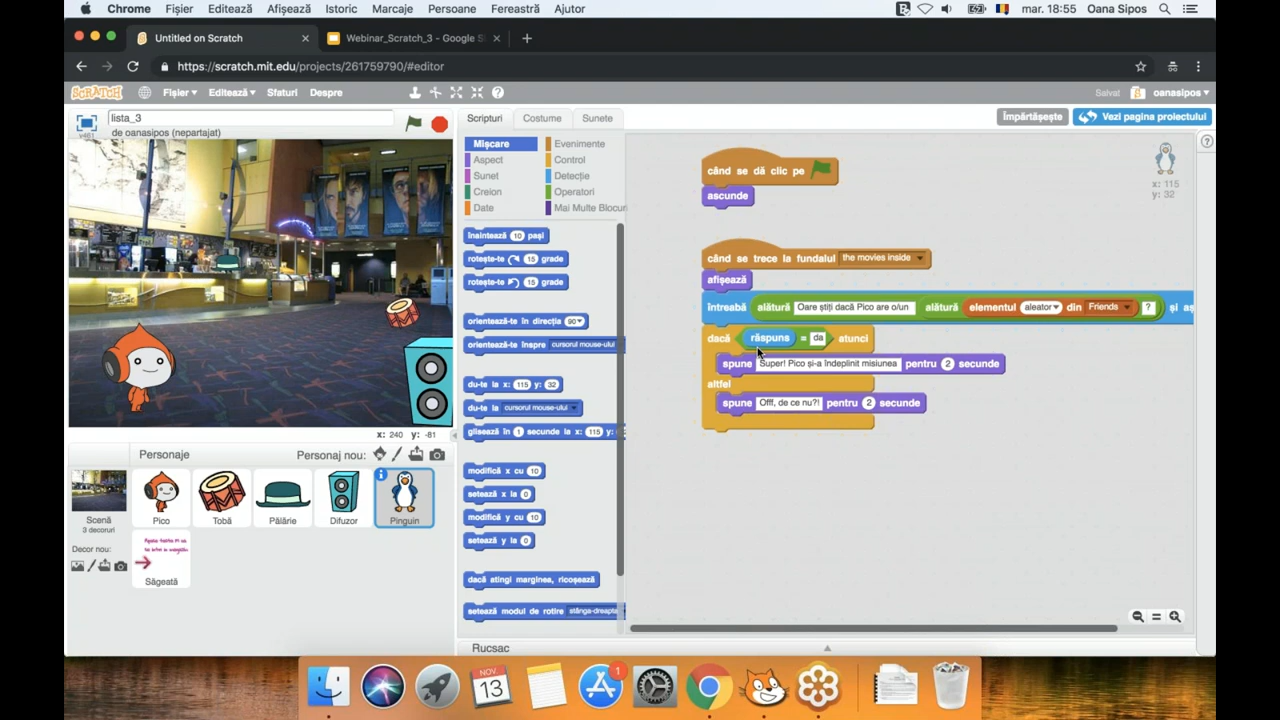 Chrome Fișier Editează Afișează Istoric Marcaje Persoane Fereastră Ajutor mar. 18:55 Oana Sipos
Untitled on Scratch
Webinar_Scratch_3 - Google S
https://scratch.mit.edu/projects/261759790/#editor
SCRATCH Fișier Editează Sfaturi Despre Salvat oanasipos
lista_3
de oanasipos (nepartajat)
v461
Scripturi Costume Sunete
Împărtășește
Vezi pagina proiectului
Mișcare
Aspect
Sunet
Creion
Date
Evenimente
Control
Detecție
Operatori
Mai Multe Blocur
înaintează 10 pași
rotește-te 15 grade
rotește-te 15 grade
orientează-te în direcția 90
orientează-te înspre cursorul mouse-ului
du-te la x: 115 y: 32
du-te la cursorul mouse-ului
glisează în 1 secunde la x: 115 y:
modifică x cu 10
setează x la 0
modifică y cu 10
setează y la 0
dacă atingi marginea, ricoșează
setează modul de rotire stânga-dreapta
când se dă clic pe
ascunde
când se trece la fundalul the movies inside
afișează
întreabă alătură Oare știți dacă Pico are o/un alătură elementul aleator din Friends ? și aș
dacă răspuns = da atunci
spune Super! Pico și-a îndeplinit misiunea pentru 2 secunde
altfel
spune Offf, de ce nu?! pentru 2 secunde
x: 115
y: 32
x: 240 y: -81
Personaje
Personaj nou:
Scenă
3 decoruri
Decor nou:
Pico
Tobă
Pălărie
Difuzor
Pinguin
Săgeată
Rucsac
NOV
13
1